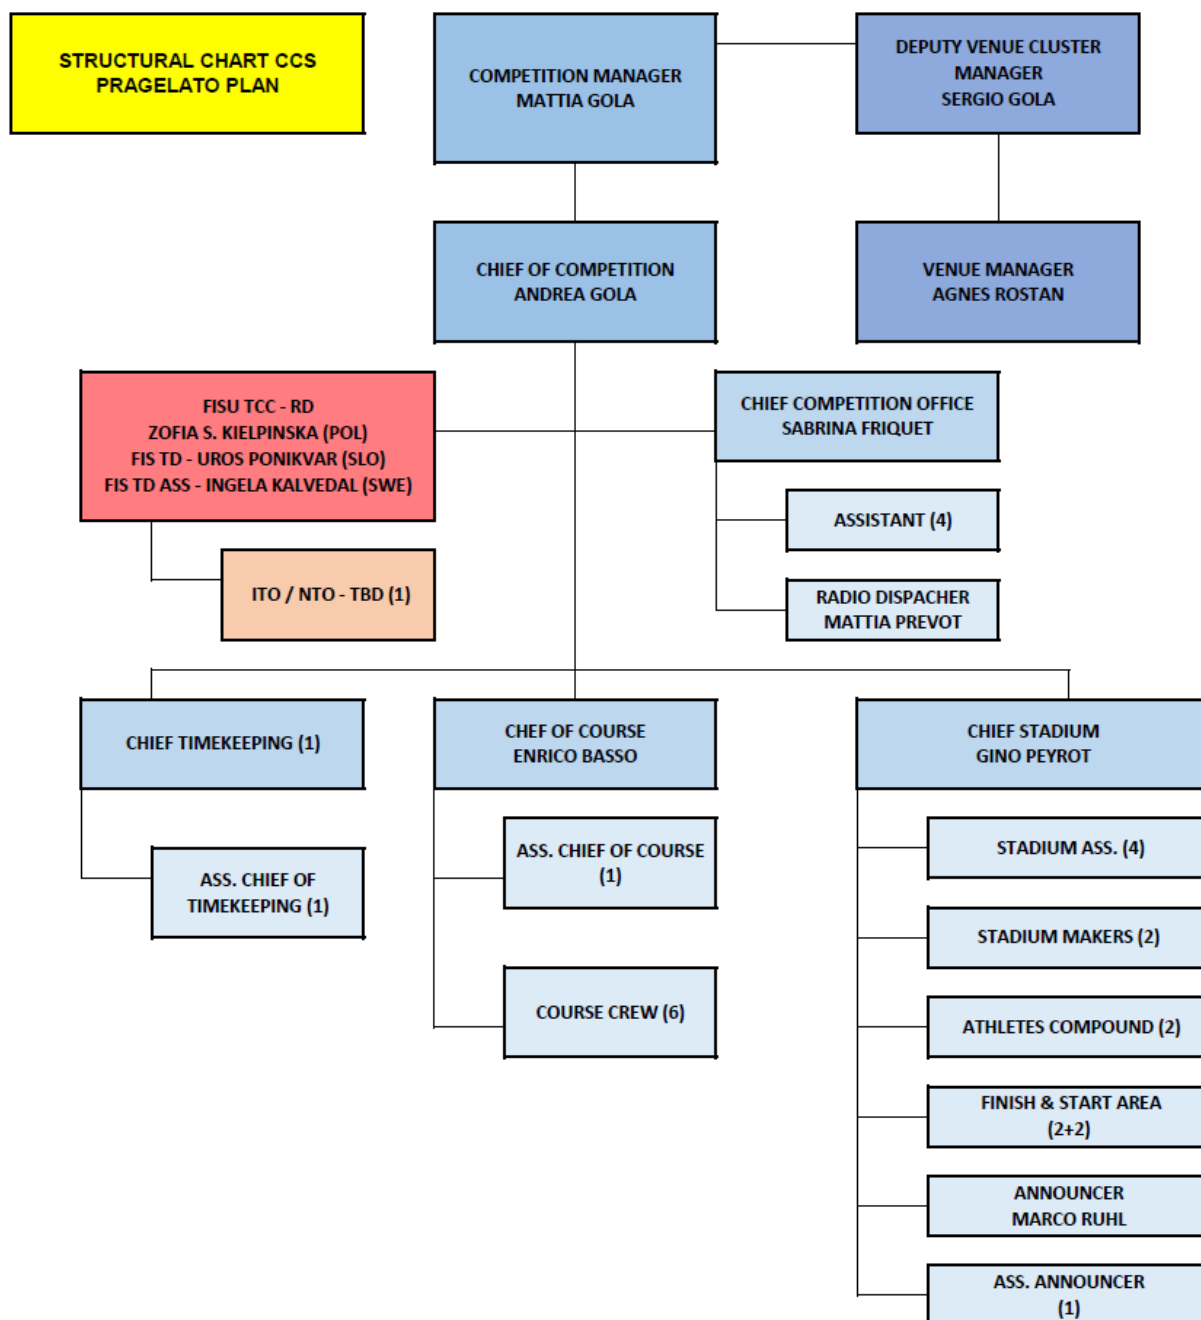 STRUCTURAL CHART CCS
PRAGELATO PLAN
COMPETITION MANAGER
MATTIA GOLA
DEPUTY VENUE CLUSTER
MANAGER
SERGIO GOLA
CHIEF OF COMPETITION
ANDREA GOLA
VENUE MANAGER
AGNES ROSTAN
FISU TCC - RD
ZOFIA S. KIELPINSKA (POL)
FIS TD - UROS PONIKVAR (SLO)
FIS TD ASS - INGELA KALVEDAL (SWE)
CHIEF COMPETITION OFFICE
SABRINA FRIQUET
ASSISTANT (4)
ITO / NTO - TBD (1)
RADIO DISPACHER
MATTIA PREVOT
CHIEF TIMEKEEPING (1)
CHEF OF COURSE
ENRICO BASSO
CHIEF STADIUM
GINO PEYROT
ASS. CHIEF OF
TIMEKEEPING (1)
ASS. CHIEF OF COURSE
(1)
COURSE CREW (6)
STADIUM ASS. (4)
STADIUM MAKERS (2)
ATHLETES COMPOUND (2)
FINISH & START AREA
(2+2)
ANNOUNCER
MARCO RUHL
ASS. ANNOUNCER
(1)